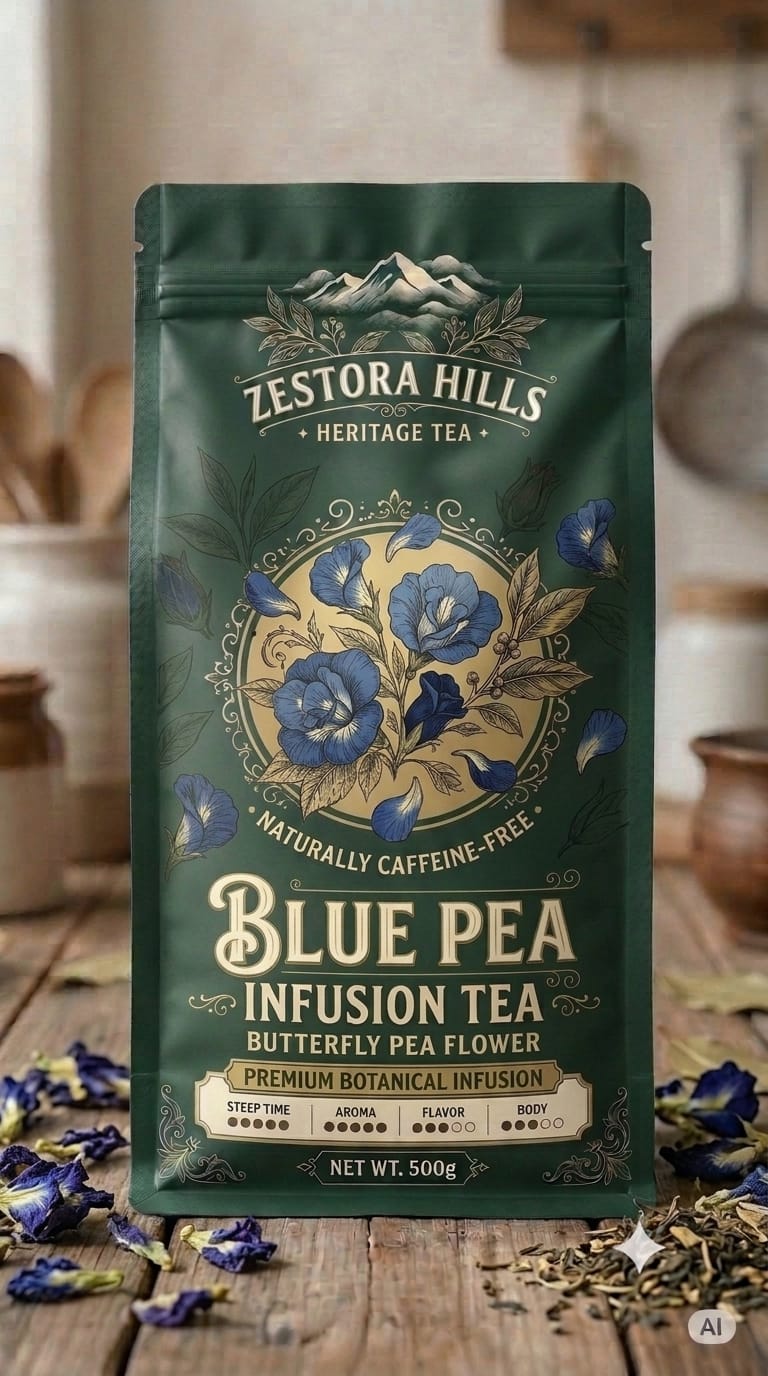 ZESTORA HILLS
HERITAGE TEA
NATURALLY CAFFEINE-FREE
BLUE PEA
INFUSION TEA
BUTTERFLY PEA FLOWER
PREMIUM BOTANICAL INFUSION
STEEP TIME AROMA FLAVOR BODY
NET WT. 500g
AI